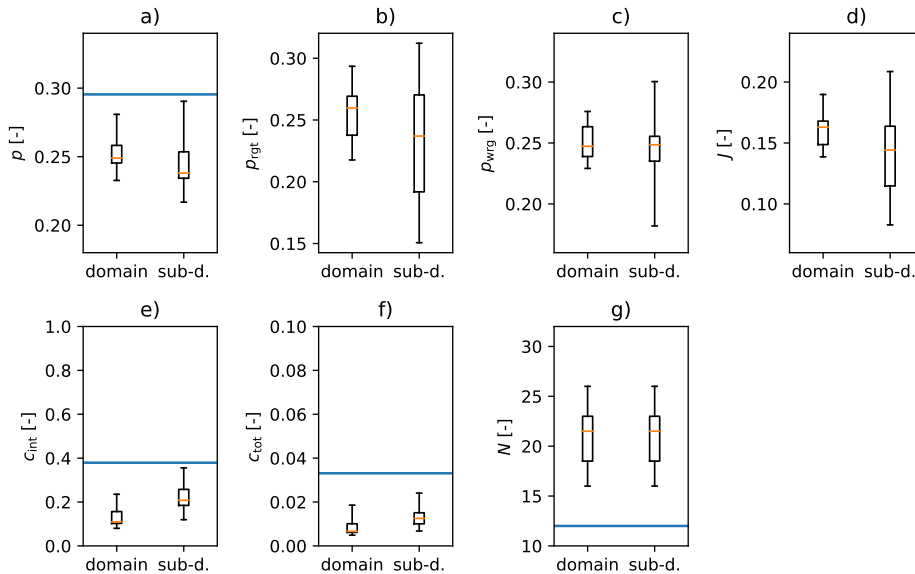 a)
b)
c)
d)
p [-]
0.30
0.25
0.20
domain sub-d.
p_rgt [-]
0.30
0.25
0.20
0.15
domain sub-d.
p_wrg [-]
0.30
0.20
domain sub-d.
J [-]
0.20
0.15
0.10
domain sub-d.
e)
f)
g)
c_int [-]
1.0
0.8
0.6
0.4
0.2
0.0
domain sub-d.
c_tot [-]
0.10
0.08
0.06
0.04
0.02
0.00
domain sub-d.
N [-]
30
25
20
15
10
domain sub-d.